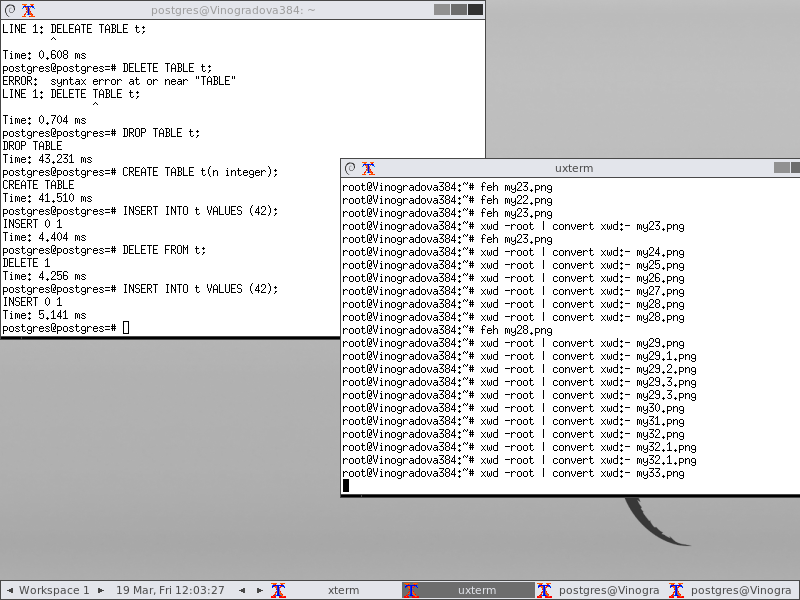 postgres@Vinogradova384: ~
LINE 1: DELEATE TABLE t;
^
Time: 0.608 ms
postgres@postgres=# DELETE TABLE t;
ERROR:  syntax error at or near "TABLE"
LINE 1: DELETE TABLE t;
^
Time: 0.704 ms
postgres@postgres=# DROP TABLE t;
DROP TABLE
Time: 43.231 ms
postgres@postgres=# CREATE TABLE t(n integer);
CREATE TABLE
Time: 41.510 ms
postgres@postgres=# INSERT INTO t VALUES (42);
INSERT 0 1
Time: 4.404 ms
postgres@postgres=# DELETE FROM t;
DELETE 1
Time: 4.256 ms
postgres@postgres=# INSERT INTO t VALUES (42);
INSERT 0 1
Time: 5.141 ms
postgres@postgres=#
uxterm
root@Vinogradova384:~# feh my23.png
root@Vinogradova384:~# feh my22.png
root@Vinogradova384:~# feh my23.png
root@Vinogradova384:~# xwd -root | convert xwd:- my23.png
root@Vinogradova384:~# feh my23.png
root@Vinogradova384:~# xwd -root | convert xwd:- my24.png
root@Vinogradova384:~# xwd -root | convert xwd:- my25.png
root@Vinogradova384:~# xwd -root | convert xwd:- my26.png
root@Vinogradova384:~# xwd -root | convert xwd:- my27.png
root@Vinogradova384:~# xwd -root | convert xwd:- my28.png
root@Vinogradova384:~# xwd -root | convert xwd:- my28.png
root@Vinogradova384:~# feh my28.png
root@Vinogradova384:~# xwd -root | convert xwd:- my29.png
root@Vinogradova384:~# xwd -root | convert xwd:- my29.1.png
root@Vinogradova384:~# xwd -root | convert xwd:- my29.2.png
root@Vinogradova384:~# xwd -root | convert xwd:- my29.3.png
root@Vinogradova384:~# xwd -root | convert xwd:- my29.3.png
root@Vinogradova384:~# xwd -root | convert xwd:- my30.png
root@Vinogradova384:~# xwd -root | convert xwd:- my31.png
root@Vinogradova384:~# xwd -root | convert xwd:- my32.png
root@Vinogradova384:~# xwd -root | convert xwd:- my32.1.png
root@Vinogradova384:~# xwd -root | convert xwd:- my32.1.png
root@Vinogradova384:~# xwd -root | convert xwd:- my33.png
Workspace 1 19 Mar, Fri 12:03:27 xterm uxterm postgres@Vinogra postgres@Vinogra